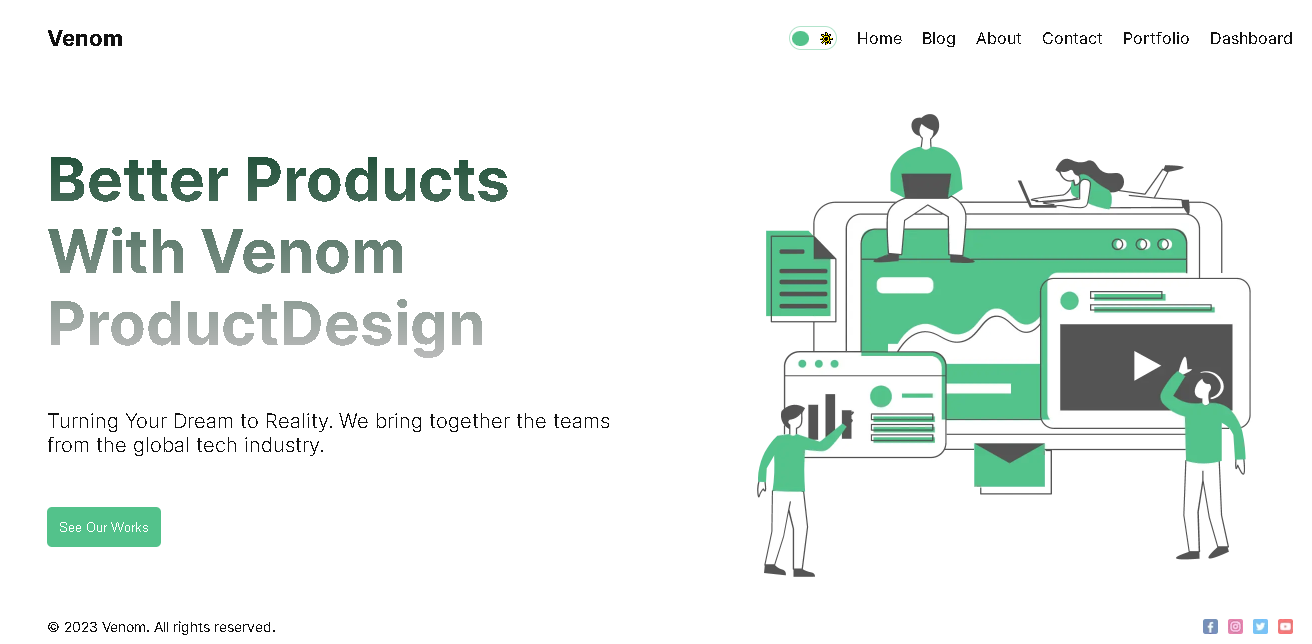 Venom
Home Blog About Contact Portfolio Dashboard
Better Products
With Venom
ProductDesign
Turning Your Dream to Reality. We bring together the teams
from the global tech industry.
See Our Works
© 2023 Venom. All rights reserved.